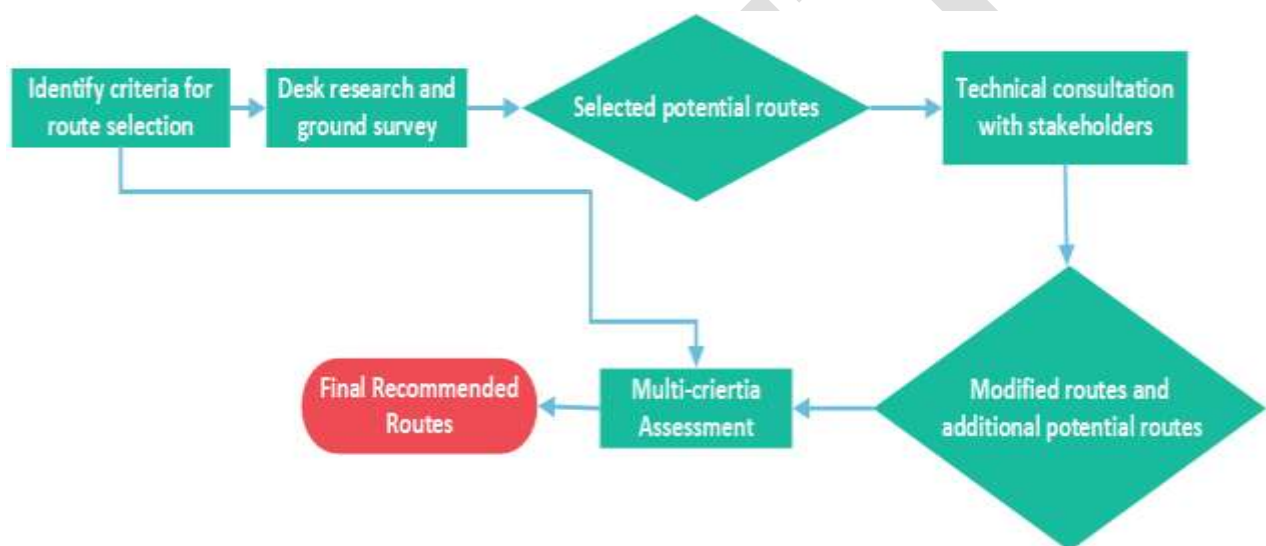 Identify criteria for
route selection
Desk research and
ground survey
Selected potential routes
Technical consultation
with stakeholders
Modified routes and
additional potential routes
Multi-criertia
Assessment
Final Recommended
Routes